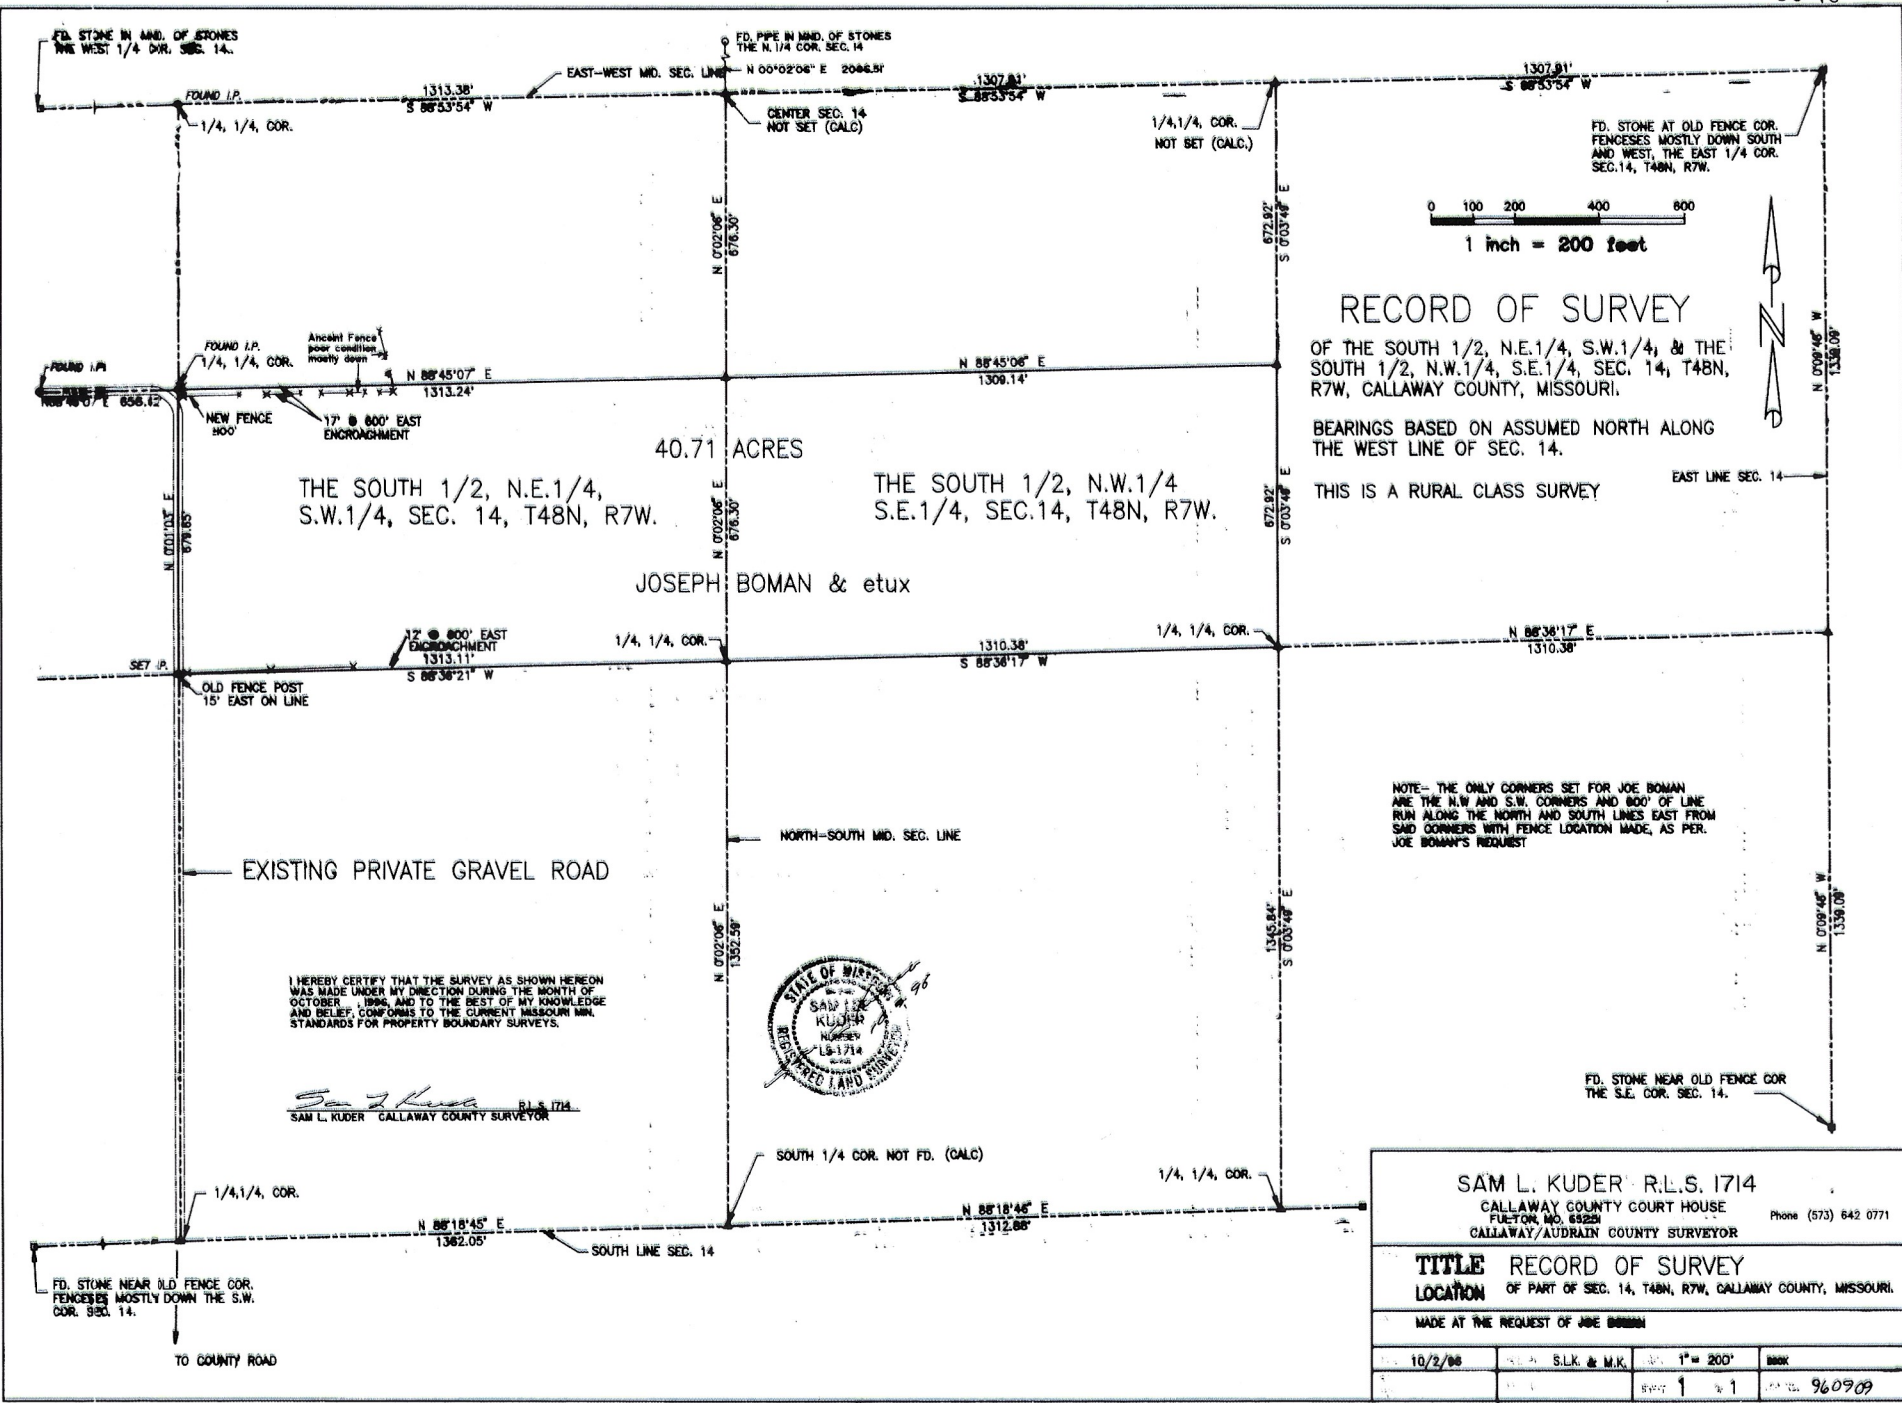 FD. STONE IN MND. OF STONES
THE WEST 1/4 COR. SEC. 14.
FD. PIPE IN MND. OF STONES
THE N. 1/4 COR. SEC. 14
N 00°02'06" E 2066.51'
EAST-WEST MID. SEC. LINE
FOUND I.P.
1/4, 1/4, COR.
1313.38'
S 88°53'54" W
CENTER SEC. 14
NOT SET (CALC)
1307.91'
S 88°53'54" W
1/4,1/4, COR.
NOT SET (CALC.)
1307.91'
S 88°53'54" W
FD. STONE AT OLD FENCE COR.
FENCESES MOSTLY DOWN SOUTH
AND WEST, THE EAST 1/4 COR.
SEC.14, T48N, R7W.
0 100 200 400 600
1 inch = 200 feet
N
N 0°02'06" E
676.30'
672.92'
S 0°03'49" E
N 0°09'46" W
1339.09'
RECORD OF SURVEY
OF THE SOUTH 1/2, N.E.1/4, S.W.1/4, & THE
SOUTH 1/2, N.W.1/4, S.E.1/4, SEC. 14, T48N,
R7W, CALLAWAY COUNTY, MISSOURI.
BEARINGS BASED ON ASSUMED NORTH ALONG
THE WEST LINE OF SEC. 14.
EAST LINE SEC. 14
THIS IS A RURAL CLASS SURVEY
FOUND I.P.
FOUND I.P.
1/4, 1/4, COR.
Ancaint Fence
poor condition
mostly down
N 88°45'07" E
1313.24'
N 88°45'06" E
1309.14'
E 656.12'
NEW FENCE
17' @ 600' EAST
ENCROACHMENT
40.71 ACRES
THE SOUTH 1/2, N.E.1/4,
S.W.1/4, SEC. 14, T48N, R7W.
THE SOUTH 1/2, N.W.1/4
S.E.1/4, SEC.14, T48N, R7W.
N 0°01'03" E
679.65'
N 0°02'06" E
676.30'
672.92'
S 0°03'49" E
JOSEPH BOMAN & etux
12' @ 800' EAST
ENCROACHMENT
1313.11'
S 88°36'21" W
1/4, 1/4, COR.
1310.38'
S 88°36'17" W
1/4, 1/4, COR.
N 88°36'17" E
1310.38'
SET I.P.
OLD FENCE POST
15' EAST ON LINE
NORTH-SOUTH MID. SEC. LINE
NOTE- THE ONLY CORNERS SET FOR JOE BOMAN
ARE THE N.W AND S.W. CORNERS AND 800' OF LINE
RUN ALONG THE NORTH AND SOUTH LINES EAST FROM
SAID CORNERS WITH FENCE LOCATION MADE, AS PER.
JOE BOMAN'S REQUEST
EXISTING PRIVATE GRAVEL ROAD
N 0°02'06" E
1352.59'
1345.84'
S 0°03'49" E
N 0°09'46" W
1339.09'
I HEREBY CERTIFY THAT THE SURVEY AS SHOWN HEREON
WAS MADE UNDER MY DIRECTION DURING THE MONTH OF
OCTOBER , 1996, AND TO THE BEST OF MY KNOWLEDGE
AND BELIEF, CONFORMS TO THE CURRENT MISSOURI MIN.
STANDARDS FOR PROPERTY BOUNDARY SURVEYS.
Sam L Kuder
R.L.S. 1714
SAM L. KUDER CALLAWAY COUNTY SURVEYOR
STATE OF MISSOURI
SAM LEE
KUDER
NUMBER
LS-1714
REGISTERED LAND SURVEYOR
96
FD. STONE NEAR OLD FENCE COR
THE S.E. COR. SEC. 14.
SOUTH 1/4 COR. NOT FD. (CALC)
1/4, 1/4, COR.
1/4,1/4, COR.
N 88°18'45" E
1362.05'
SOUTH LINE SEC. 14
N 88°18'46" E
1312.88'
FD. STONE NEAR OLD FENCE COR.
FENCESES MOSTLY DOWN THE S.W.
COR. SEC. 14.
TO COUNTY ROAD
SAM L. KUDER R.L.S. 1714
CALLAWAY COUNTY COURT HOUSE
FULTON, MO. 65251
Phone (573) 642 0771
CALLAWAY/AUDRAIN COUNTY SURVEYOR
TITLE RECORD OF SURVEY
LOCATION OF PART OF SEC. 14, T48N, R7W, CALLAWAY COUNTY, MISSOURI.
MADE AT THE REQUEST OF JOE BOMAN
10/2/96 S.L.K. & M.K. 1"= 200' BOOK
1 1 960909